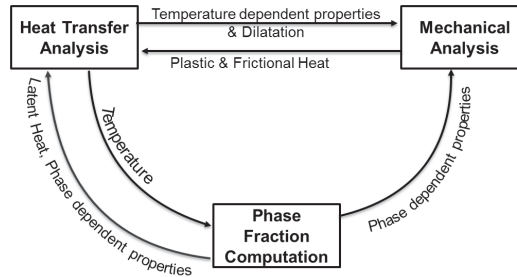 Heat Transfer
Analysis
Temperature dependent properties
& Dilatation
Plastic & Frictional Heat
Mechanical
Analysis
Temperature
Latent Heat, Phase dependent properties
Phase
Fraction
Computation
Phase dependent properties